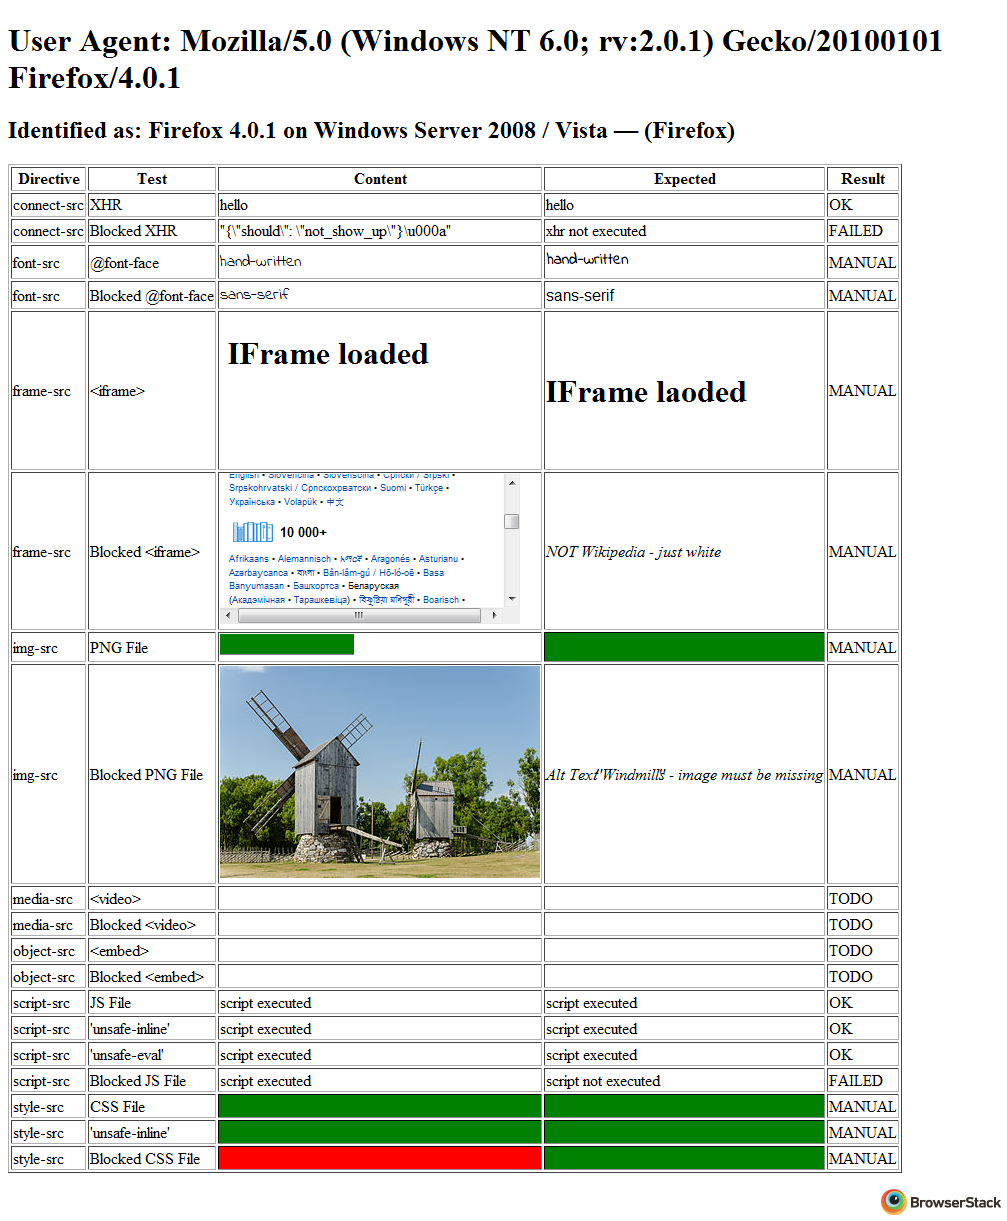 User Agent: Mozilla/5.0 (Windows NT 6.0; rv:2.0.1) Gecko/20100101
Firefox/4.0.1
Identified as: Firefox 4.0.1 on Windows Server 2008 / Vista — (Firefox)
Directive Test Content Expected Result
connect-src XHR hello hello OK
connect-src Blocked XHR "{\"should\": \"not_show_up\"}\u000a" xhr not executed FAILED
font-src @font-face hand-written hand-written MANUAL
font-src Blocked @font-face sans-serif sans-serif MANUAL
frame-src <iframe> IFrame loaded IFrame laoded MANUAL
English • Slovenčina • Slovenščina • Српски / Srpski •
Srpskohrvatski / Српскохрватски • Suomi • Türkçe •
Українська • Volapük • 中文
10 000+
frame-src Blocked <iframe> NOT Wikipedia - just white MANUAL
Afrikaans • Alemannisch • አማርኛ • Aragonés • Asturianu •
Azərbaycanca • বাংলা • Bân-lâm-gú / Hō-ló-oē • Basa
Banyumasan • Башҡортса • Беларуская
(Акадэмічная • Тарашкевіца) • বিষ্ণুপ্রিয়া মণিপুরী • Boarisch •
img-src PNG File MANUAL
img-src Blocked PNG File Alt Text "Windmills" - image must be missing MANUAL
media-src <video> TODO
media-src Blocked <video> TODO
object-src <embed> TODO
object-src Blocked <embed> TODO
script-src JS File script executed script executed OK
script-src 'unsafe-inline' script executed script executed OK
script-src 'unsafe-eval' script executed script executed OK
script-src Blocked JS File script executed script not executed FAILED
style-src CSS File MANUAL
style-src 'unsafe-inline' MANUAL
style-src Blocked CSS File MANUAL
BrowserStack